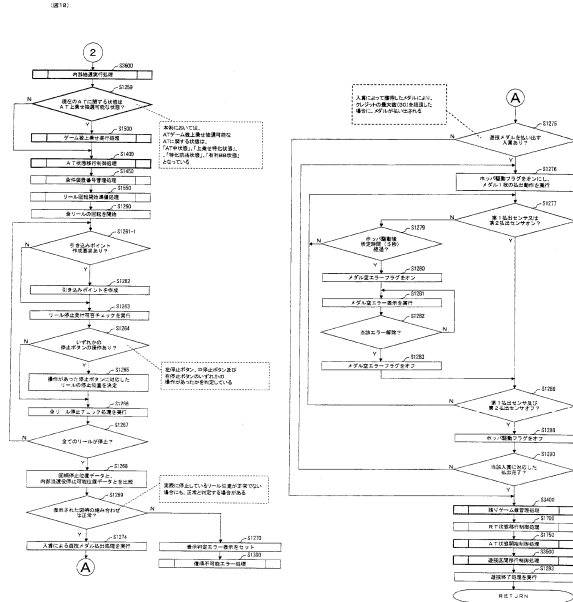 (図18)
2
S3600
内部抽選実行処理
S1259
現在のATに関する状態は
AT上乗せ抽選可能な状態?
N
Y
S1300
ゲーム数上乗せ実行処理
本例においては、
ATゲーム数上乗せ抽選可能な
ATに関する状態は、
「AT中状態」、「上乗せ特化状態」、
「特化前兆状態」、「有利BB状態」
となっている
S1400
AT状態移行制御処理
S1450
条件装置番号管理処理
S1550
リール回転開始準備処理
S1260
全リールの回転を開始
S1261-1
引き込みポイント
作成要求あり?
N
Y
S1262
引き込みポイントを作成
S1263
リール停止受付可否チェックを実行
S1264
いずれかの
停止ボタンの操作あり?
N
Y
左停止ボタン、中停止ボタン及び
右停止ボタンのいずれかの
操作があったかを判定している
S1265
操作があった停止ボタンに対応した
リールの停止位置を決定
S1266
全リール停止チェック処理を実行
S1267
全てのリールが停止?
N
Y
S1268
図柄停止位置データと、
内部当選役停止可能位置データとを比較
S1269
表示された図柄の組み合わせ
は正常?
N
Y
実際に停止しているリール位置が正常でない
場合にも、正常と判定する場合がある
S1270
表示判定エラー表示をセット
S1300
復帰不可能エラー処理
S1274
入賞による遊技メダル払出処理を実行
A
入賞によって獲得したメダルにより、
クレジットの最大数(50)を超過した
場合に、メダルが払い出される
A
S1275
遊技メダルを払い出す
入賞あり?
N
Y
S1276
ホッパ駆動フラグをオンにし、
メダル1枚の払出動作を実行
S1277
第1払出センサ又は
第2払出センサオン?
N
Y
S1279
ホッパ駆動後
所定時間(5秒)
経過?
N
Y
S1280
メダル空エラーフラグをオン
S1281
メダル空エラー表示を実行
S1282
当該エラー解除?
N
Y
S1283
メダル空エラーフラグをオフ
S1286
第1払出センサ及び
第2払出センサオフ?
N
Y
S1288
ホッパ駆動フラグをオフ
S1290
当該入賞に対応した
払出完了?
N
Y
S3400
残りゲーム数管理処理
S1700
RT状態移行制御処理
S1750
AT状態開始制御処理
S3500
遊技区間移行制御処理
S1293
遊技終了処理を実行
RETURN